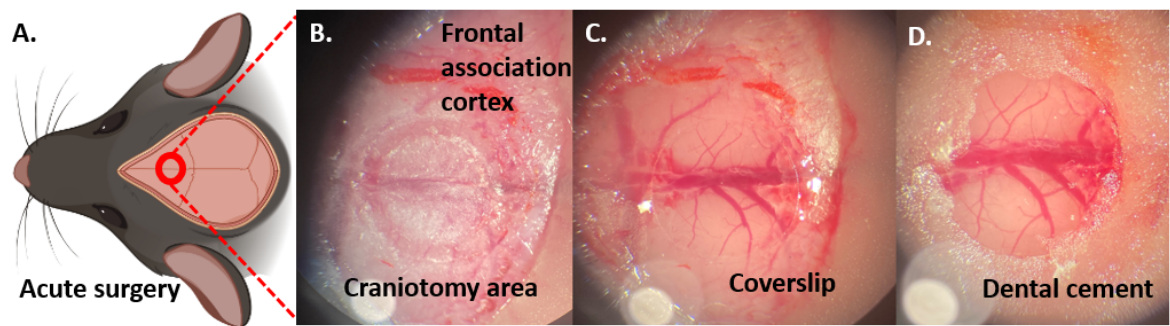 A.
Acute surgery
B.
Frontal
association
cortex
Craniotomy area
C.
Coverslip
D.
Dental cement